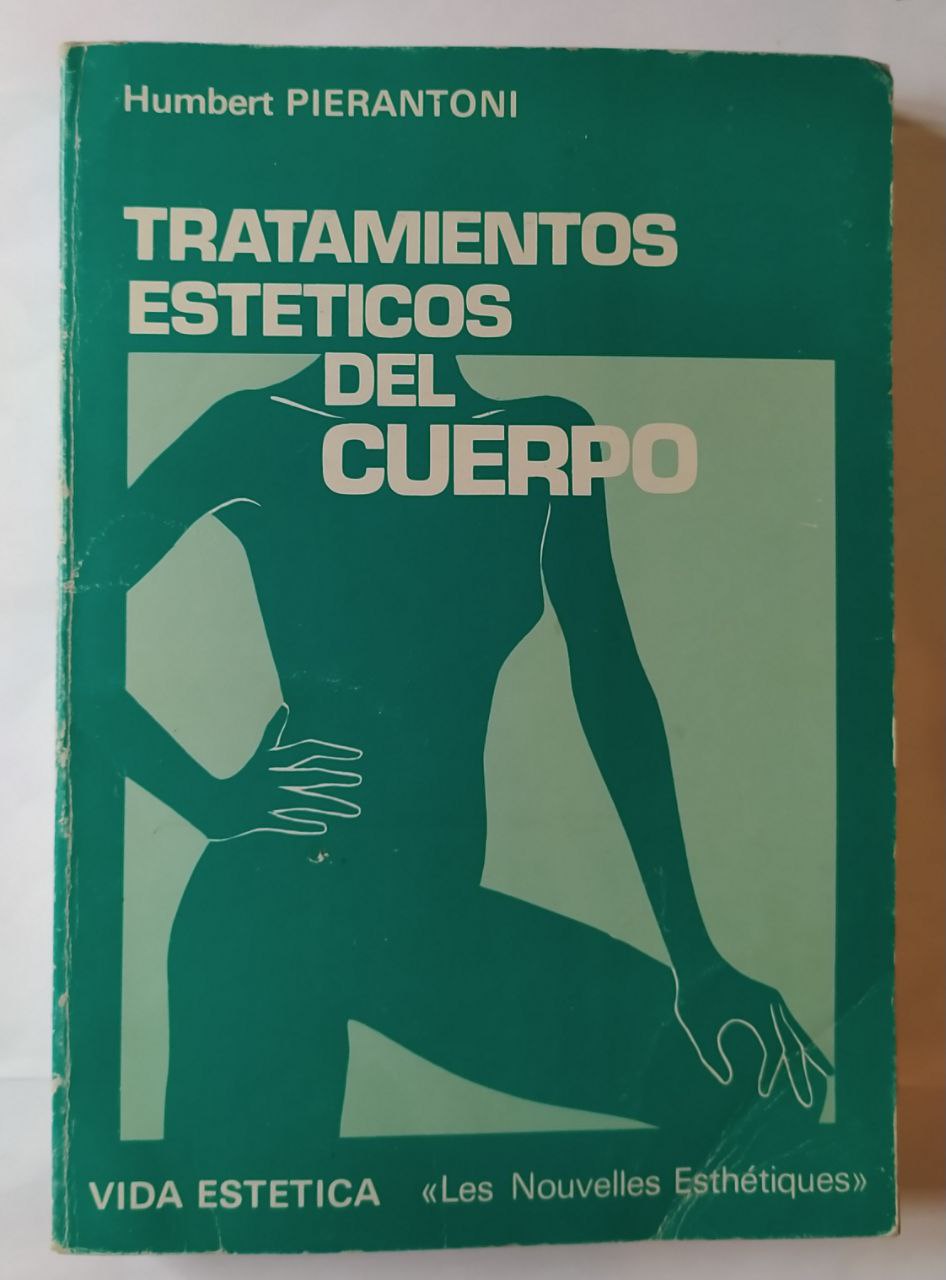 Humbert PIERANTONI
TRATAMIENTOS
ESTETICOS
DEL
CUERPO
VIDA ESTETICA «Les Nouvelles Esthétiques»